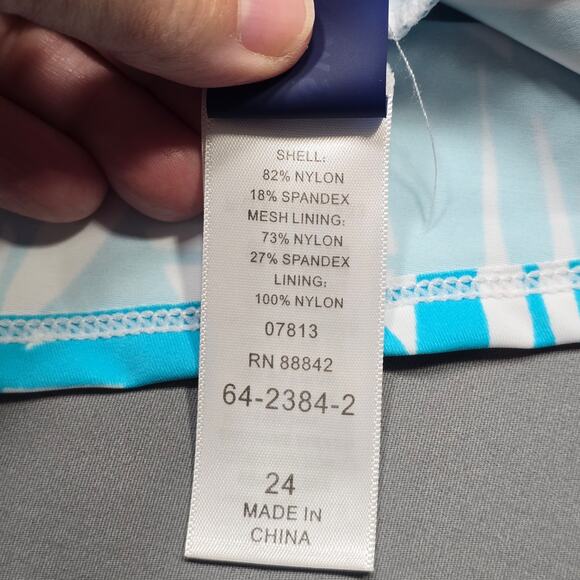 SHELL:
82% NYLON
18% SPANDEX
MESH LINING:
73% NYLON
27% SPANDEX
LINING:
100% NYLON
07813
RN 88842
64-2384-2
24
MADE IN
CHINA